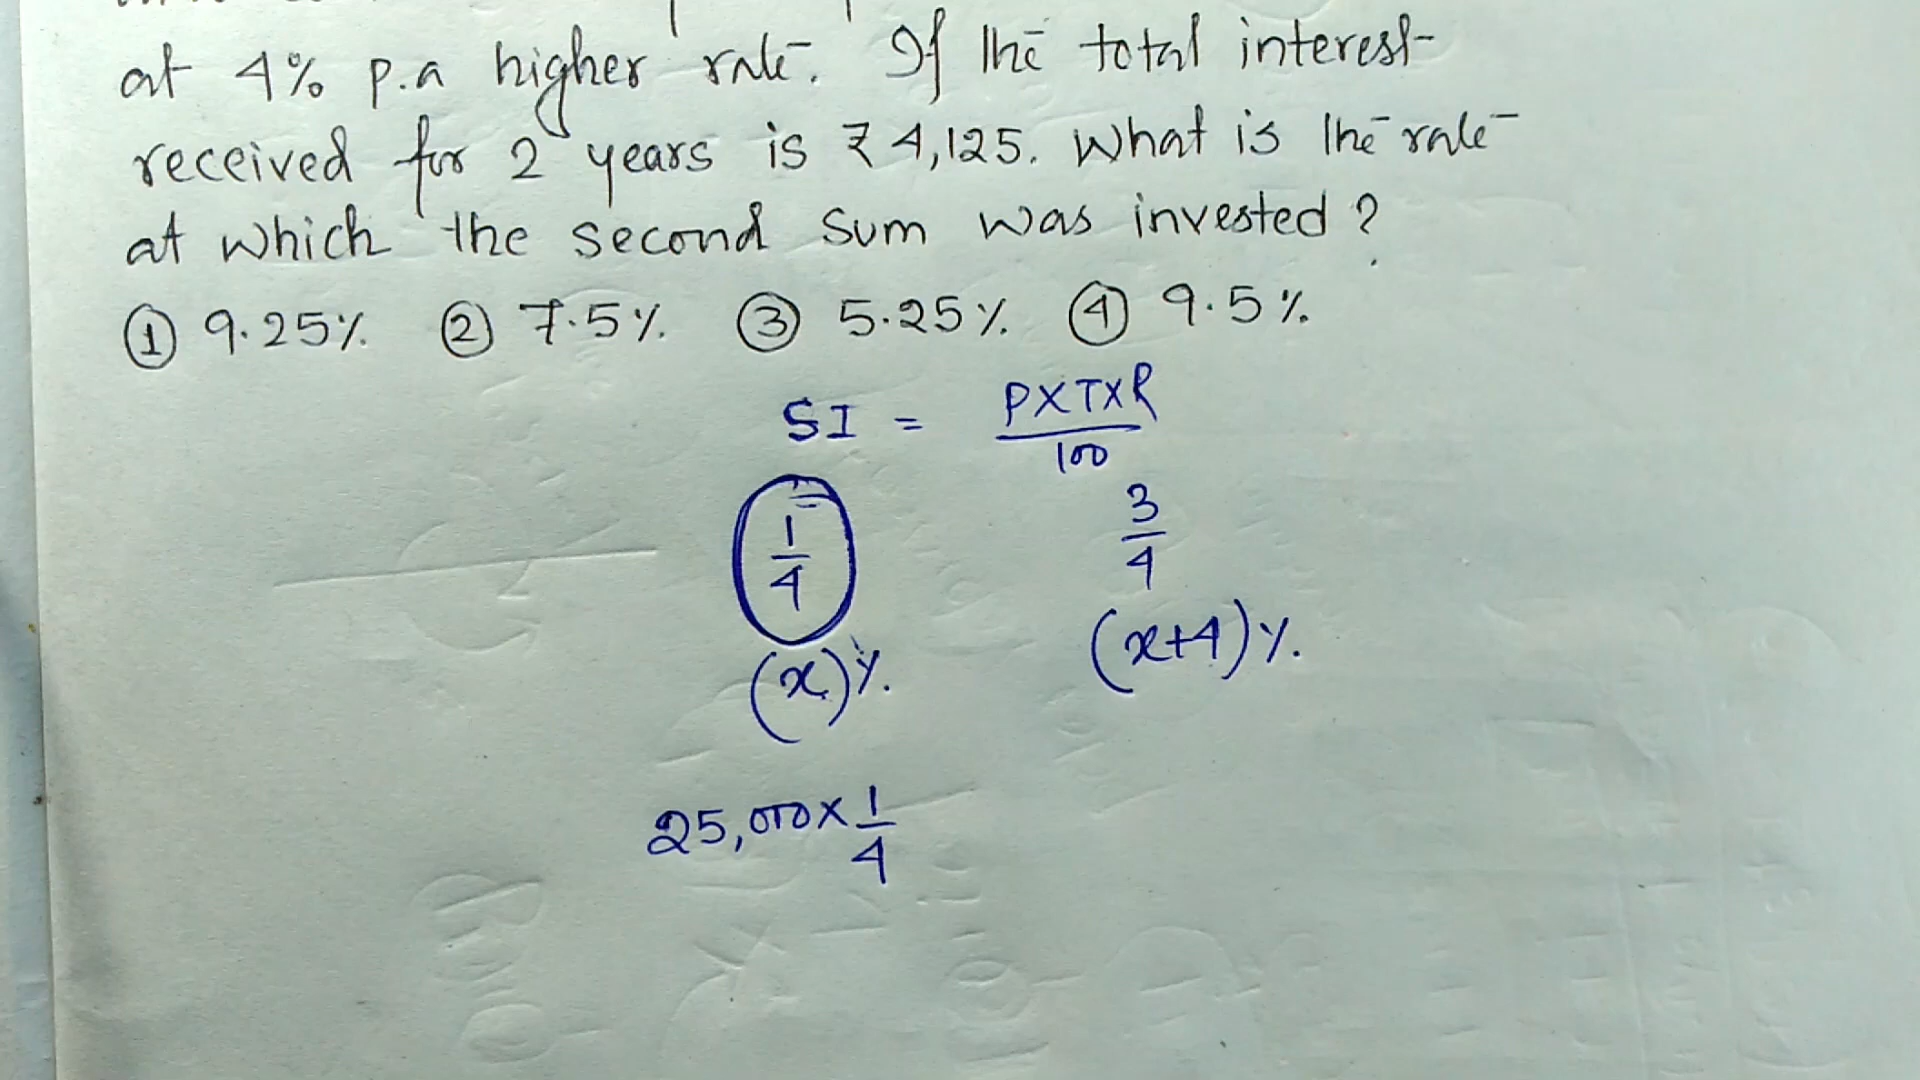 at 4% p.a higher rate. If the total interest
received for 2 years is ₹4,125. What is the rate
at which the second sum was invested?
① 9.25% ② 7.5% ③ 5.25% ④ 9.5%
SI = PXTXR
100
1 3
4 4
(x)% (x+4)%
25,000 × 1
4